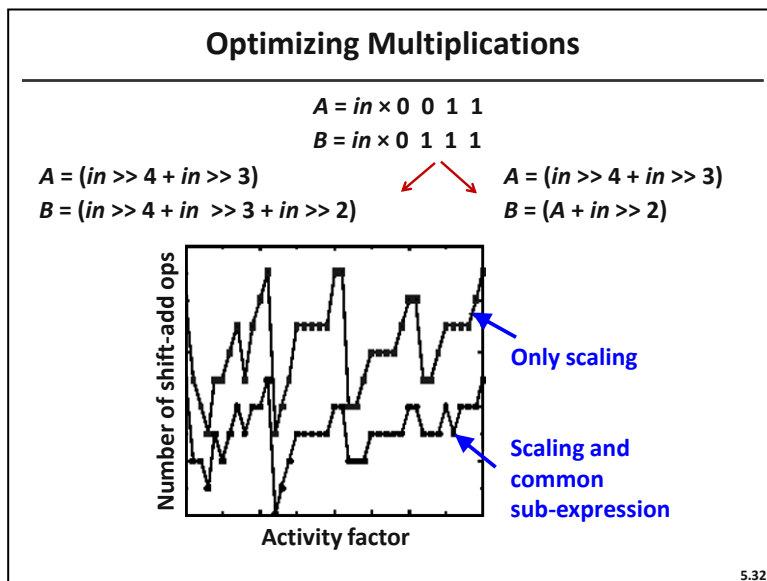 Optimizing Multiplications
A = in × 0 0 1 1
B = in × 0 1 1 1
A = (in >> 4 + in >> 3)
B = (in >> 4 + in >> 3 + in >> 2)
A = (in >> 4 + in >> 3)
B = (A + in >> 2)
Number of shift-add ops
Only scaling
Scaling and
common
sub-expression
Activity factor
5.32